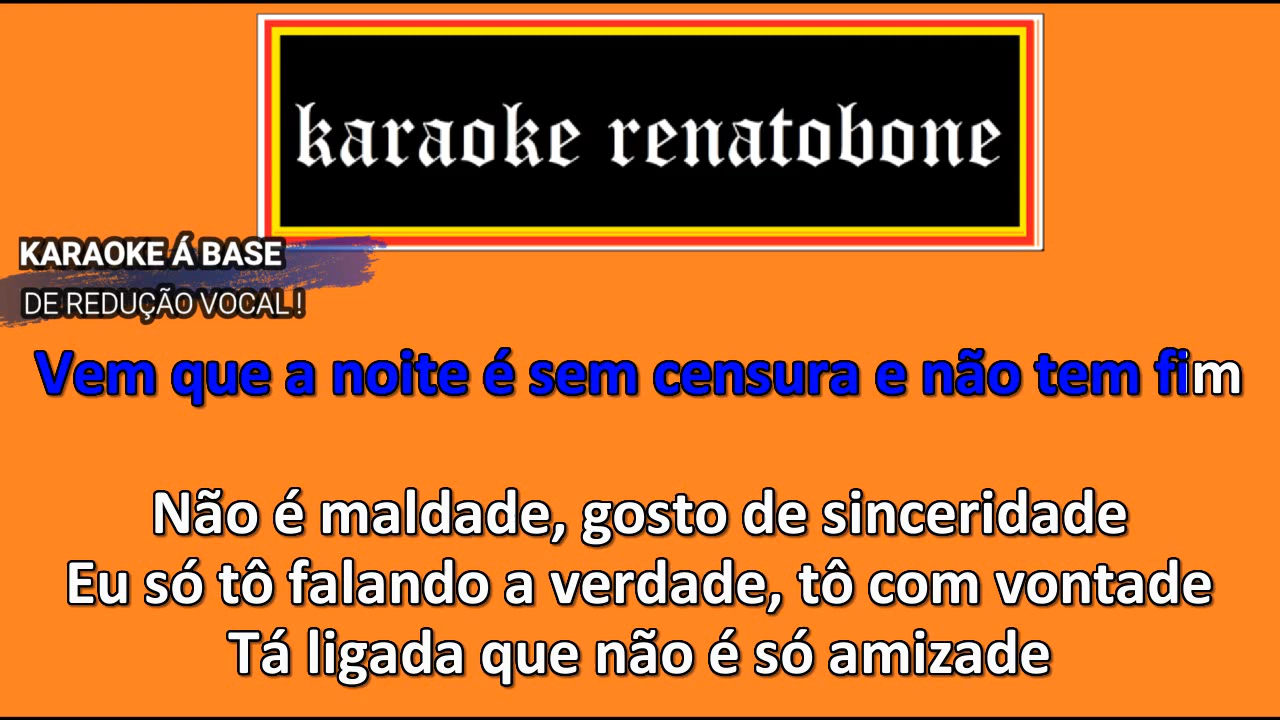 karaoke renatobone
KARAOKE Á BASE
DE REDUÇÃO VOCAL !
Vem que a noite é sem censura e não tem fim
Não é maldade, gosto de sinceridade
Eu só tô falando a verdade, tô com vontade
Tá ligada que não é só amizade